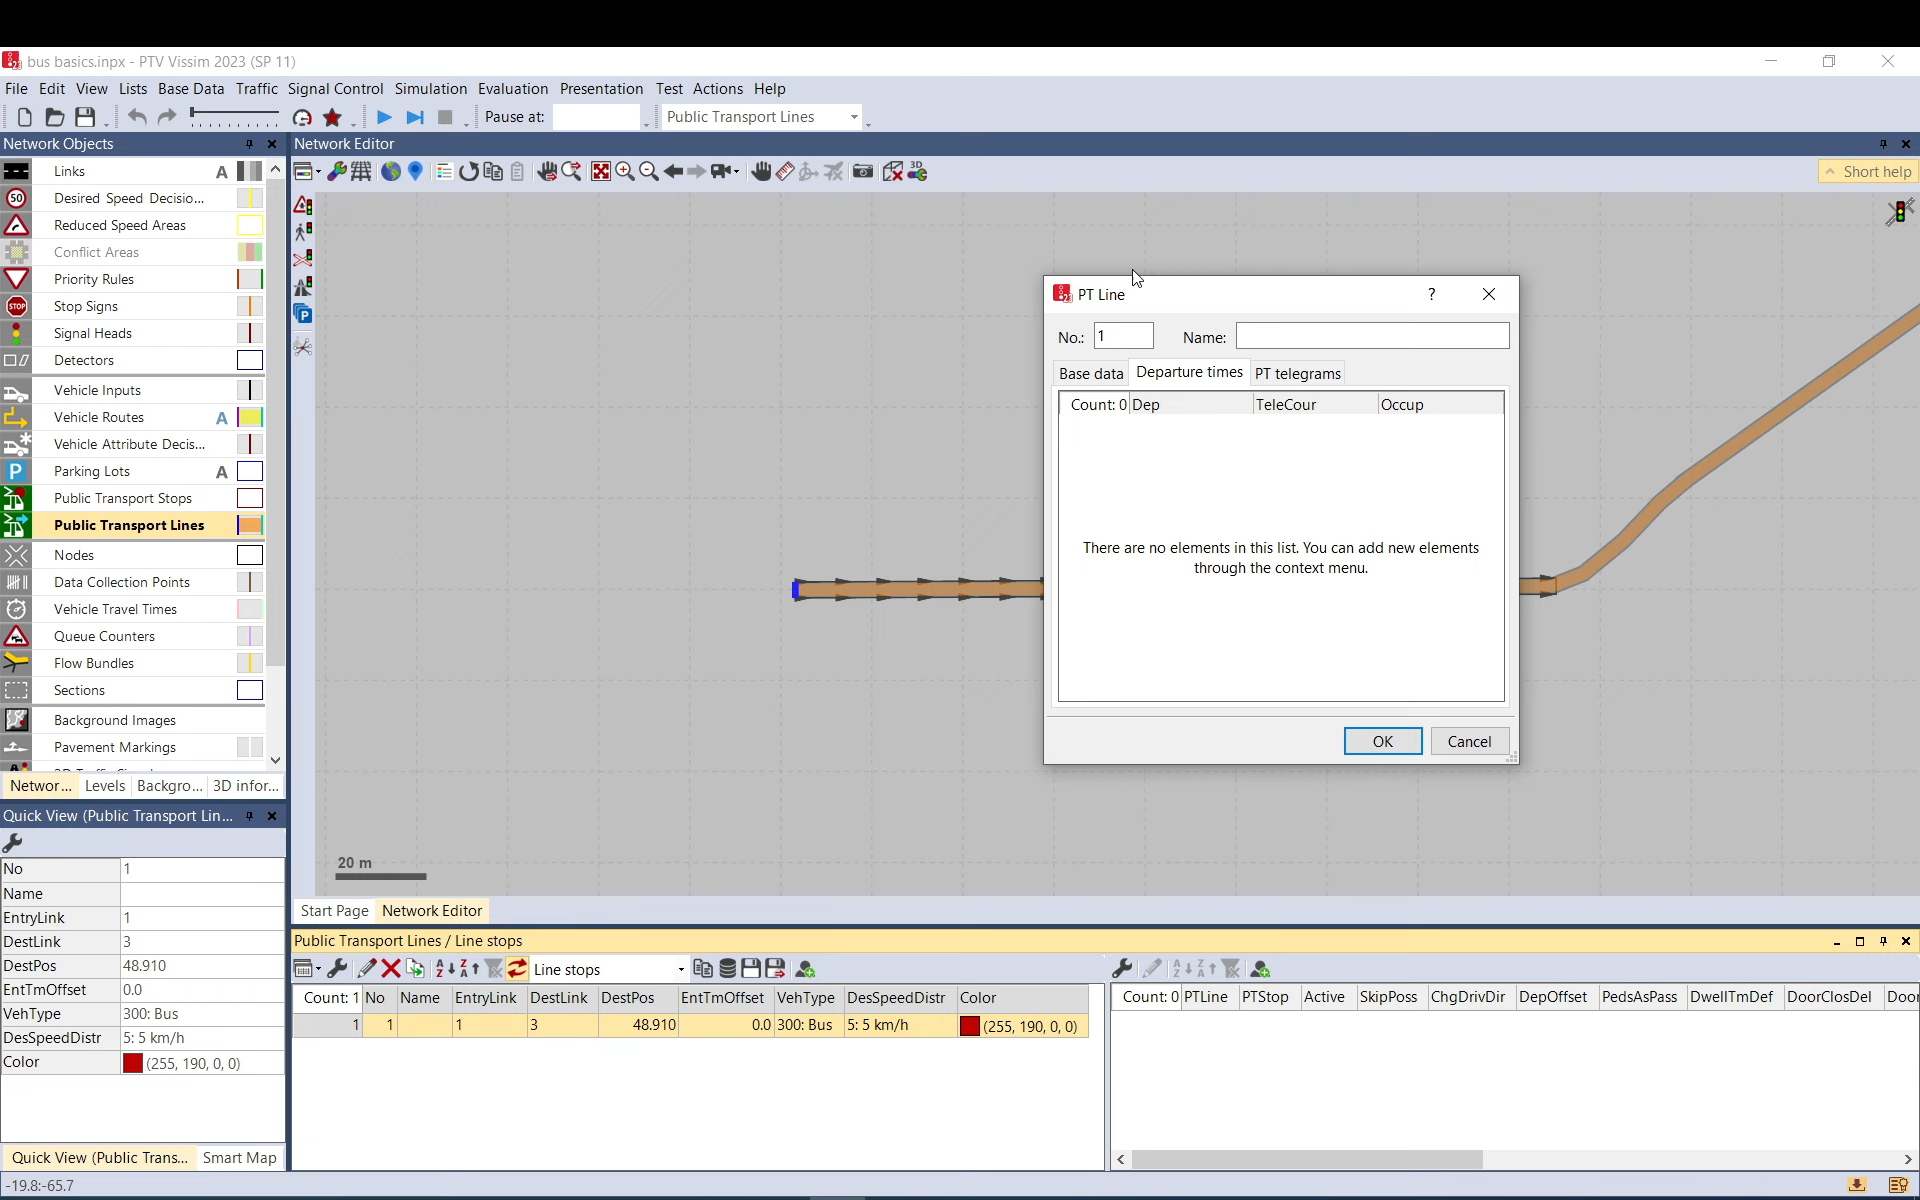 bus basics.inpx - PTV Vissim 2023 (SP 11)
File Edit View Lists Base Data Traffic Signal Control Simulation Evaluation Presentation Test Actions Help
Pause at: Public Transport Lines
Network Objects
Network Editor
Short help
Links A
50 Desired Speed Decisio...
Reduced Speed Areas
Conflict Areas
Priority Rules
STOP Stop Signs
Signal Heads
Detectors
Vehicle Inputs
Vehicle Routes A
Vehicle Attribute Decis...
P Parking Lots A
Public Transport Stops
Public Transport Lines
Nodes
Data Collection Points
Vehicle Travel Times
Queue Counters
Flow Bundles
Sections
Background Images
Pavement Markings
Networ... Levels Backgro... 3D infor...
PT Line ?
No.: 1 Name:
Base data Departure times PT telegrams
Count: 0 Dep TeleCour Occup
There are no elements in this list. You can add new elements
through the context menu.
OK Cancel
20 m
Start Page Network Editor
Quick View (Public Transport Lin...
No 1
Name
EntryLink 1
DestLink 3
DestPos 48.910
EntTmOffset 0.0
VehType 300: Bus
DesSpeedDistr 5: 5 km/h
Color (255, 190, 0, 0)
Quick View (Public Trans... Smart Map
Public Transport Lines / Line stops
Line stops
Count: 1 No Name EntryLink DestLink DestPos EntTmOffset VehType DesSpeedDistr Color
1 1 1 3 48.910 0.0 300: Bus 5: 5 km/h (255, 190, 0, 0)
Count: 0 PTLine PTStop Active SkipPoss ChgDrivDir DepOffset PedsAsPass DwellTmDef DoorClosDel Door
-19.8:-65.7